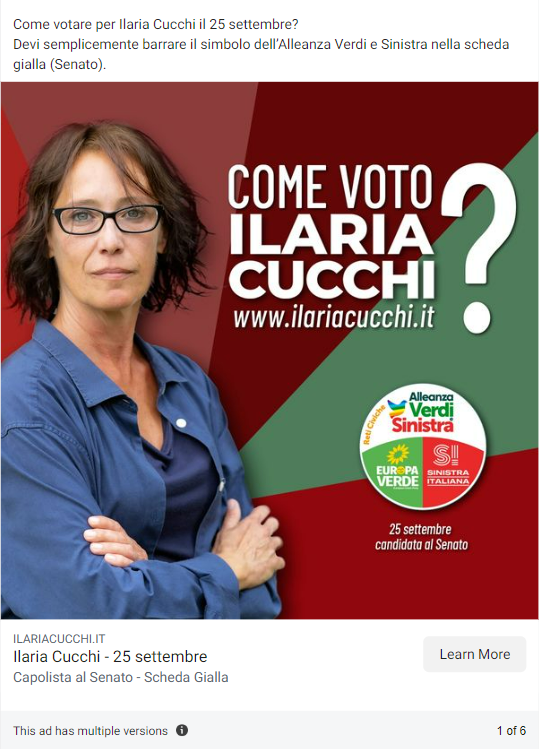 Come votare per Ilaria Cucchi il 25 settembre?
Devi semplicemente barrare il simbolo dell'Alleanza Verdi e Sinistra nella scheda
gialla (Senato).
COME VOTO
ILARIA
CUCCHI
?
www.ilariacucchi.it
Reti Civiche
Alleanza
Verdi
Sinistra
EUROPA
VERDE
SI
SINISTRA
ITALIANA
25 settembre
candidata al Senato
ILARIACUCCHI.IT
Ilaria Cucchi - 25 settembre
Capolista al Senato - Scheda Gialla
Learn More
This ad has multiple versions
1 of 6